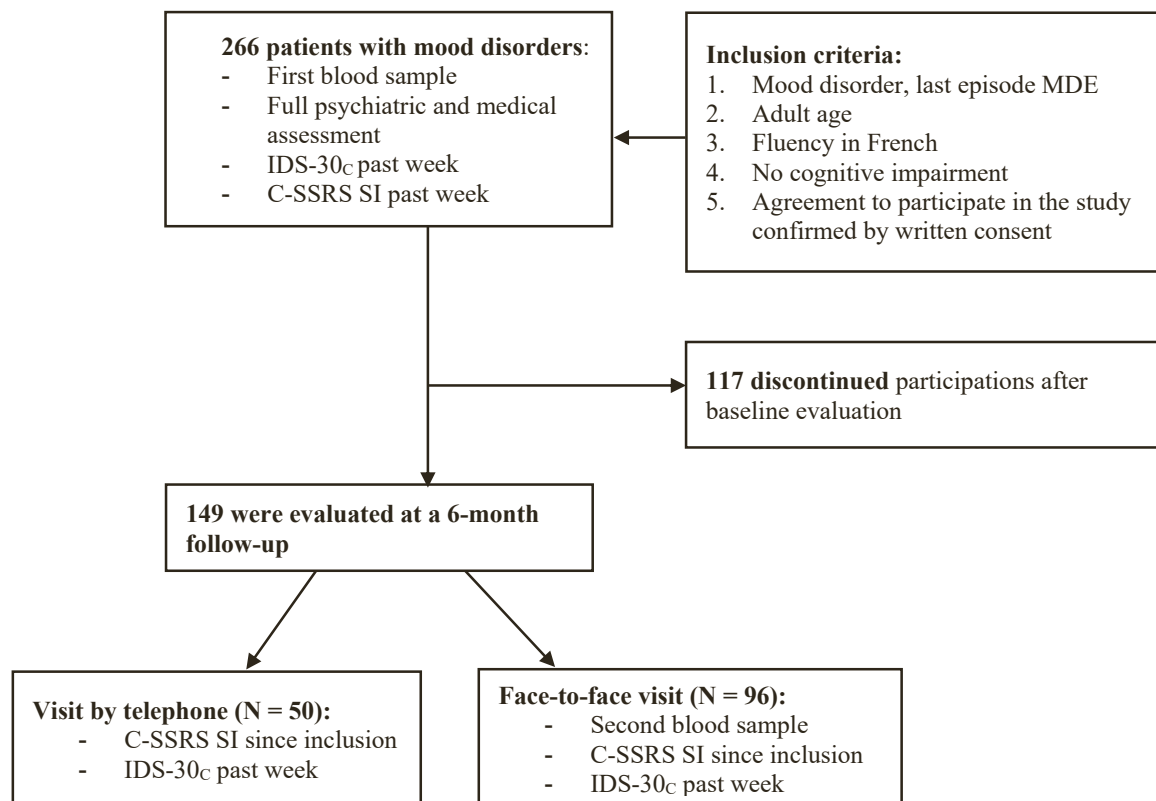 266 patients with mood disorders:
- First blood sample
- Full psychiatric and medical
assessment
- IDS-30C past week
- C-SSRS SI past week
Inclusion criteria:
1. Mood disorder, last episode MDE
2. Adult age
3. Fluency in French
4. No cognitive impairment
5. Agreement to participate in the study
confirmed by written consent
117 discontinued participations after
baseline evaluation
149 were evaluated at a 6-month
follow-up
Visit by telephone (N = 50):
- C-SSRS SI since inclusion
- IDS-30C past week
Face-to-face visit (N = 96):
- Second blood sample
- C-SSRS SI since inclusion
- IDS-30C past week